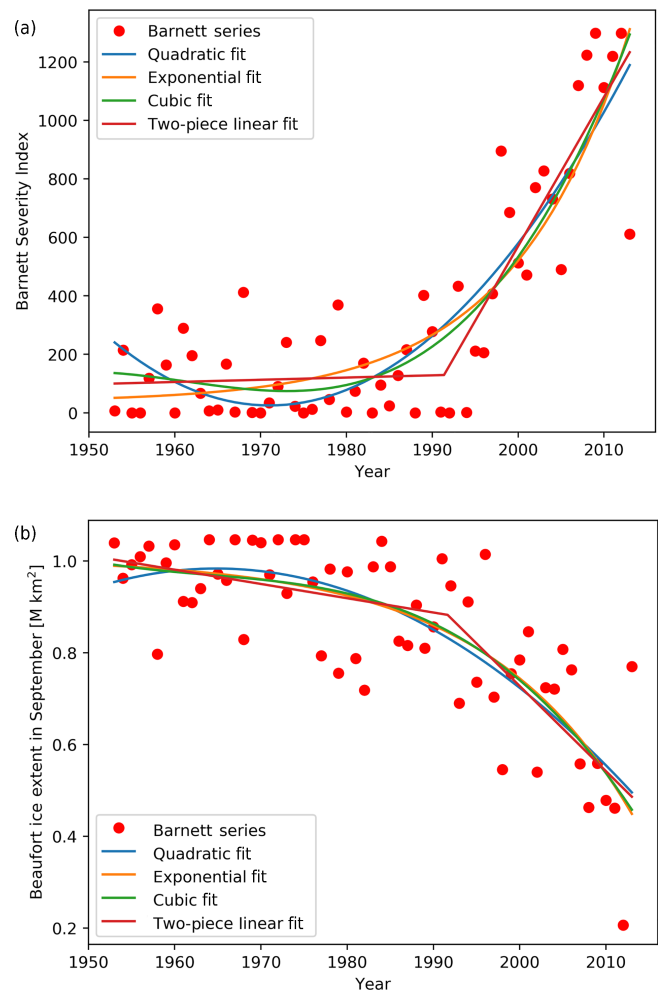 (a)
Barnett series
Quadratic fit
Exponential fit
Cubic fit
Two-piece linear fit
1200
1000
800
600
400
200
0
Barnett Severity Index
1950 1960 1970 1980 1990 2000 2010
Year
(b)
1.0
0.8
0.6
0.4
0.2
Beaufort ice extent in September [M km²]
Barnett series
Quadratic fit
Exponential fit
Cubic fit
Two-piece linear fit
1950 1960 1970 1980 1990 2000 2010
Year